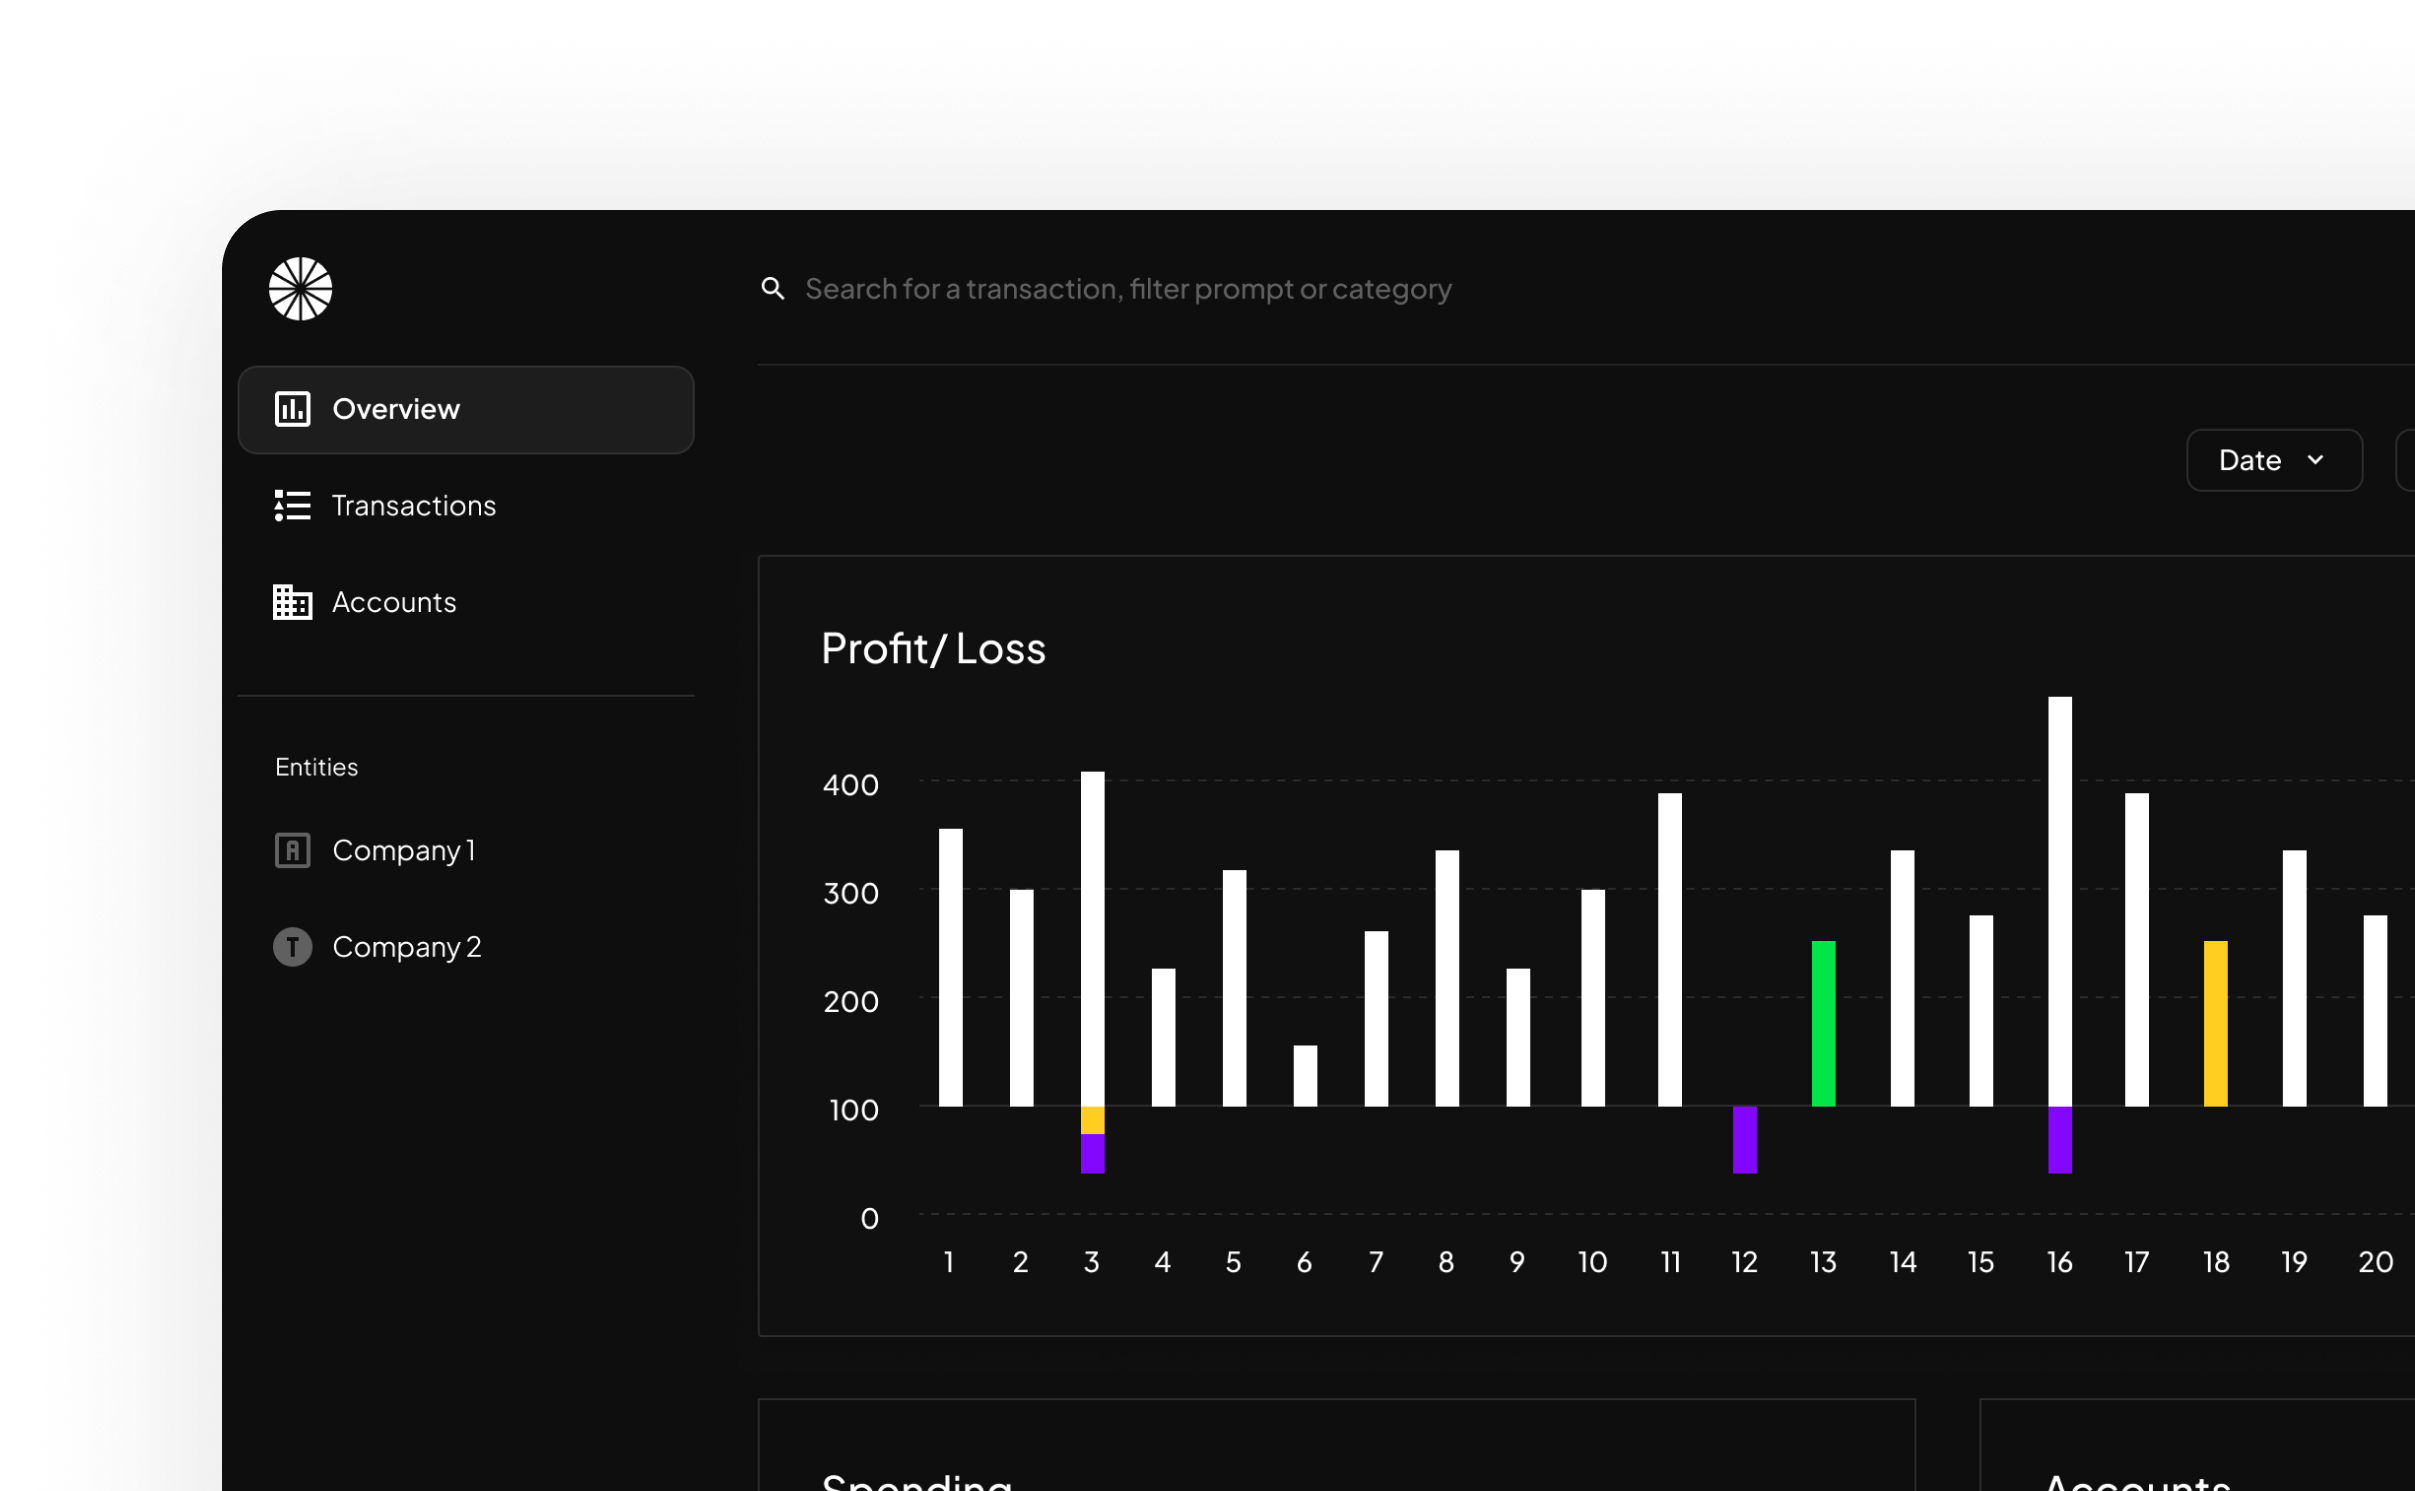 Search for a transaction, filter prompt or category
Overview
Transactions
Accounts
Entities
A Company 1
T Company 2
Date
Profit/ Loss
400
300
200
100
0
1 2 3 4 5 6 7 8 9 10 11 12 13 14 15 16 17 18 19 20
Spending
Accounts